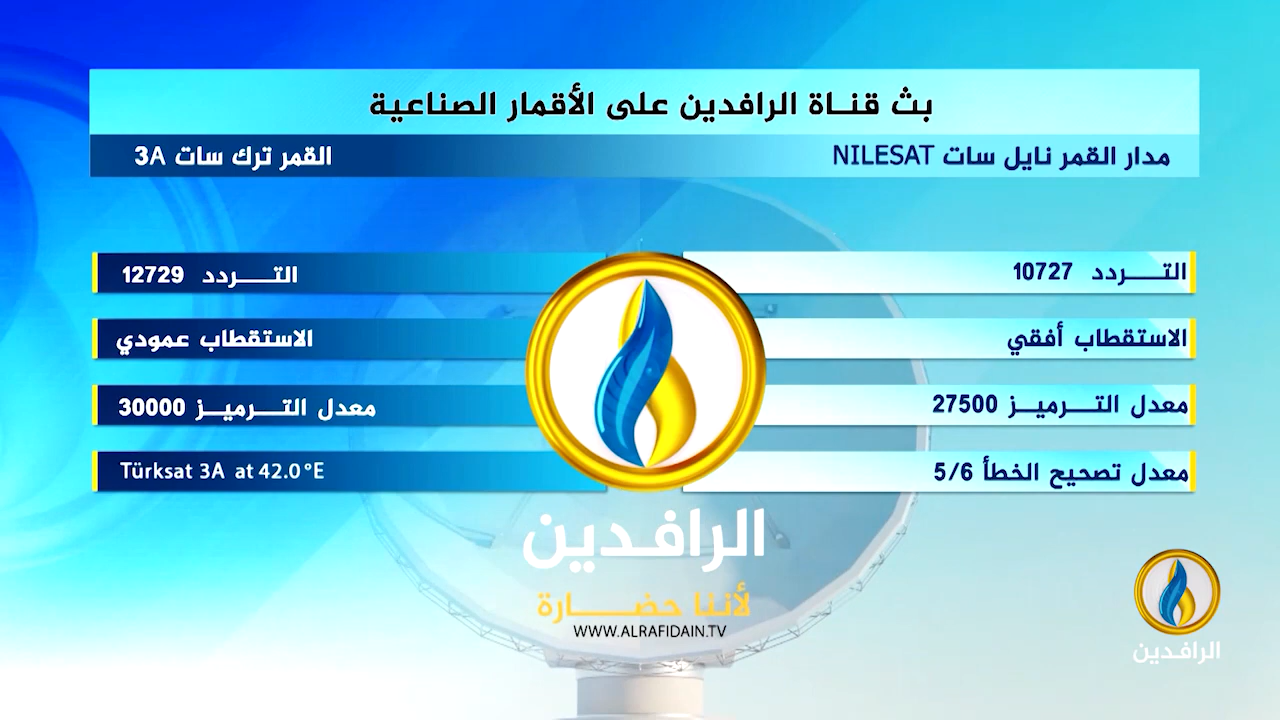 بث قناة الرافدين على الأقمار الصناعية
مدار القمر نايل سات NILESAT
القمر ترك سات 3A
التردد 10727
الاستقطاب أفقي
معدل الترميز 27500
معدل تصحيح الخطأ 5/6
التردد 12729
الاستقطاب عمودي
معدل الترميز 30000
Türksat 3A at 42.0°E
الرافدين
لأننا حضارة
WWW.ALRAFIDAIN.TV
الرافدين